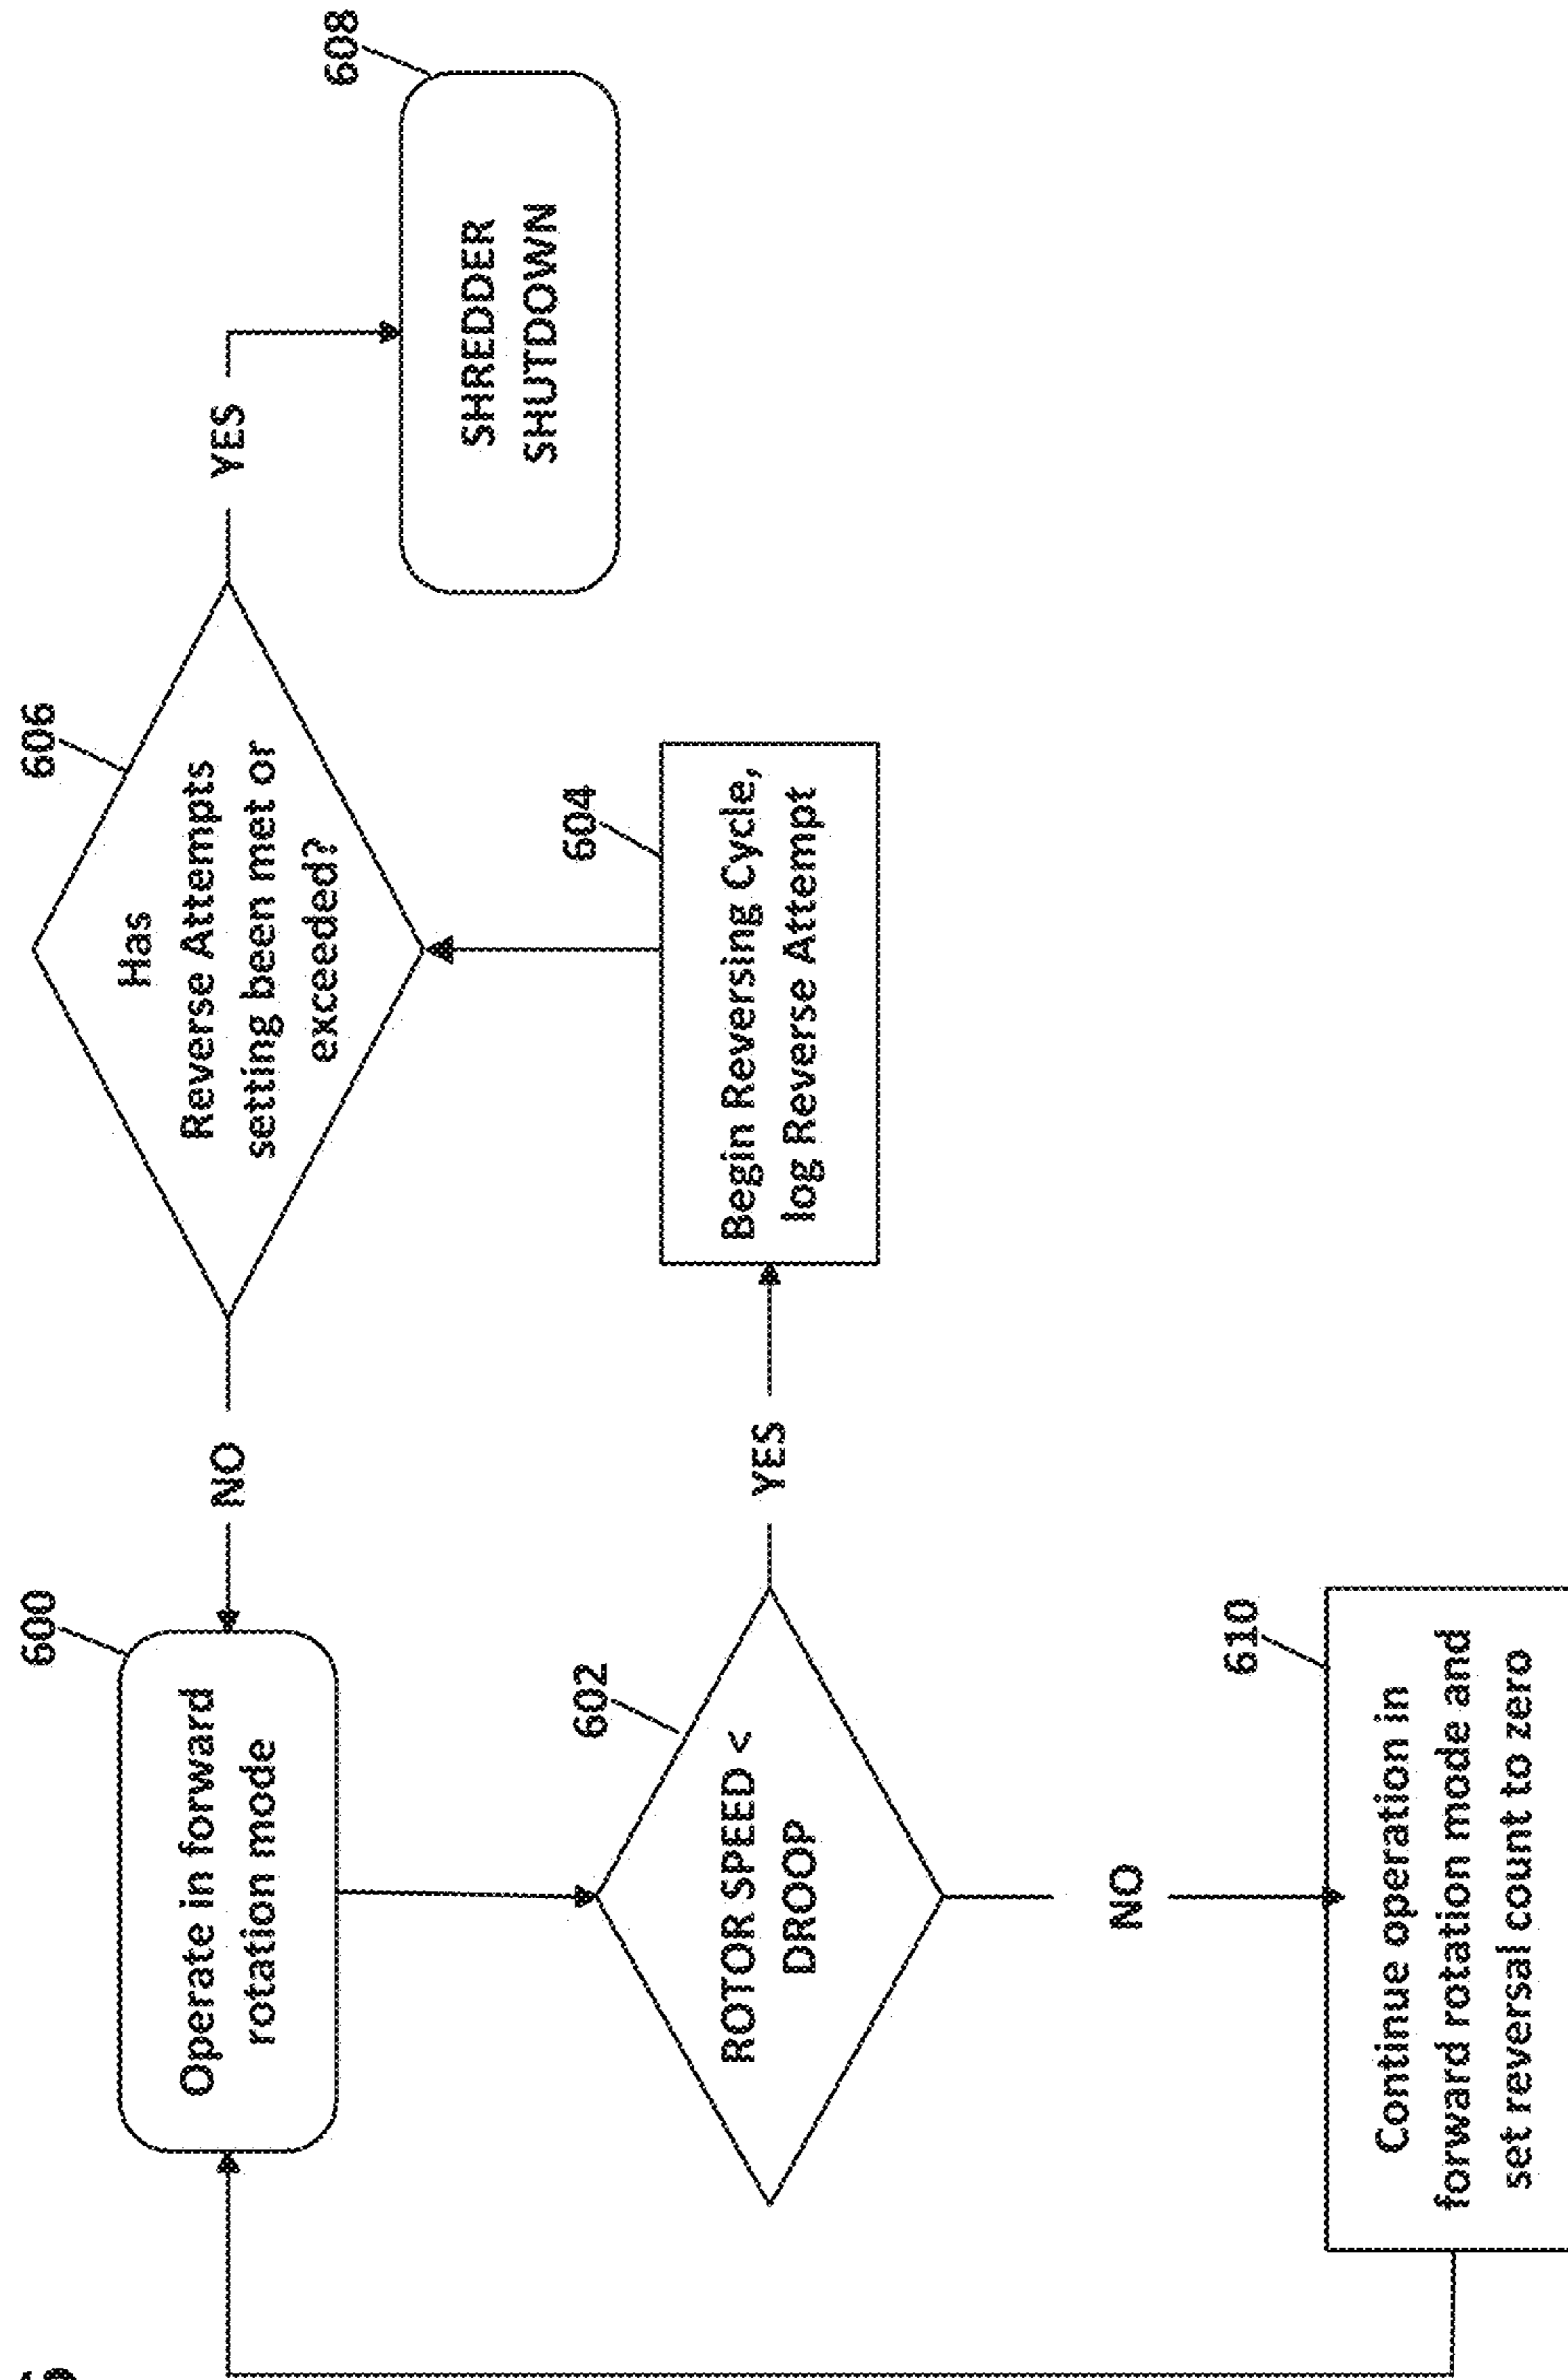 600
Operate in forward
rotation mode
NO
606
Has
Reverse Attempts
setting been met or
exceeded?
YES
608
SHREDDER
SHUTDOWN
602
ROTOR SPEED <
DROOP
YES
604
Begin Reversing Cycle,
log Reverse Attempt
NO
610
Continue operation in
forward rotation mode and
set reversal count to zero